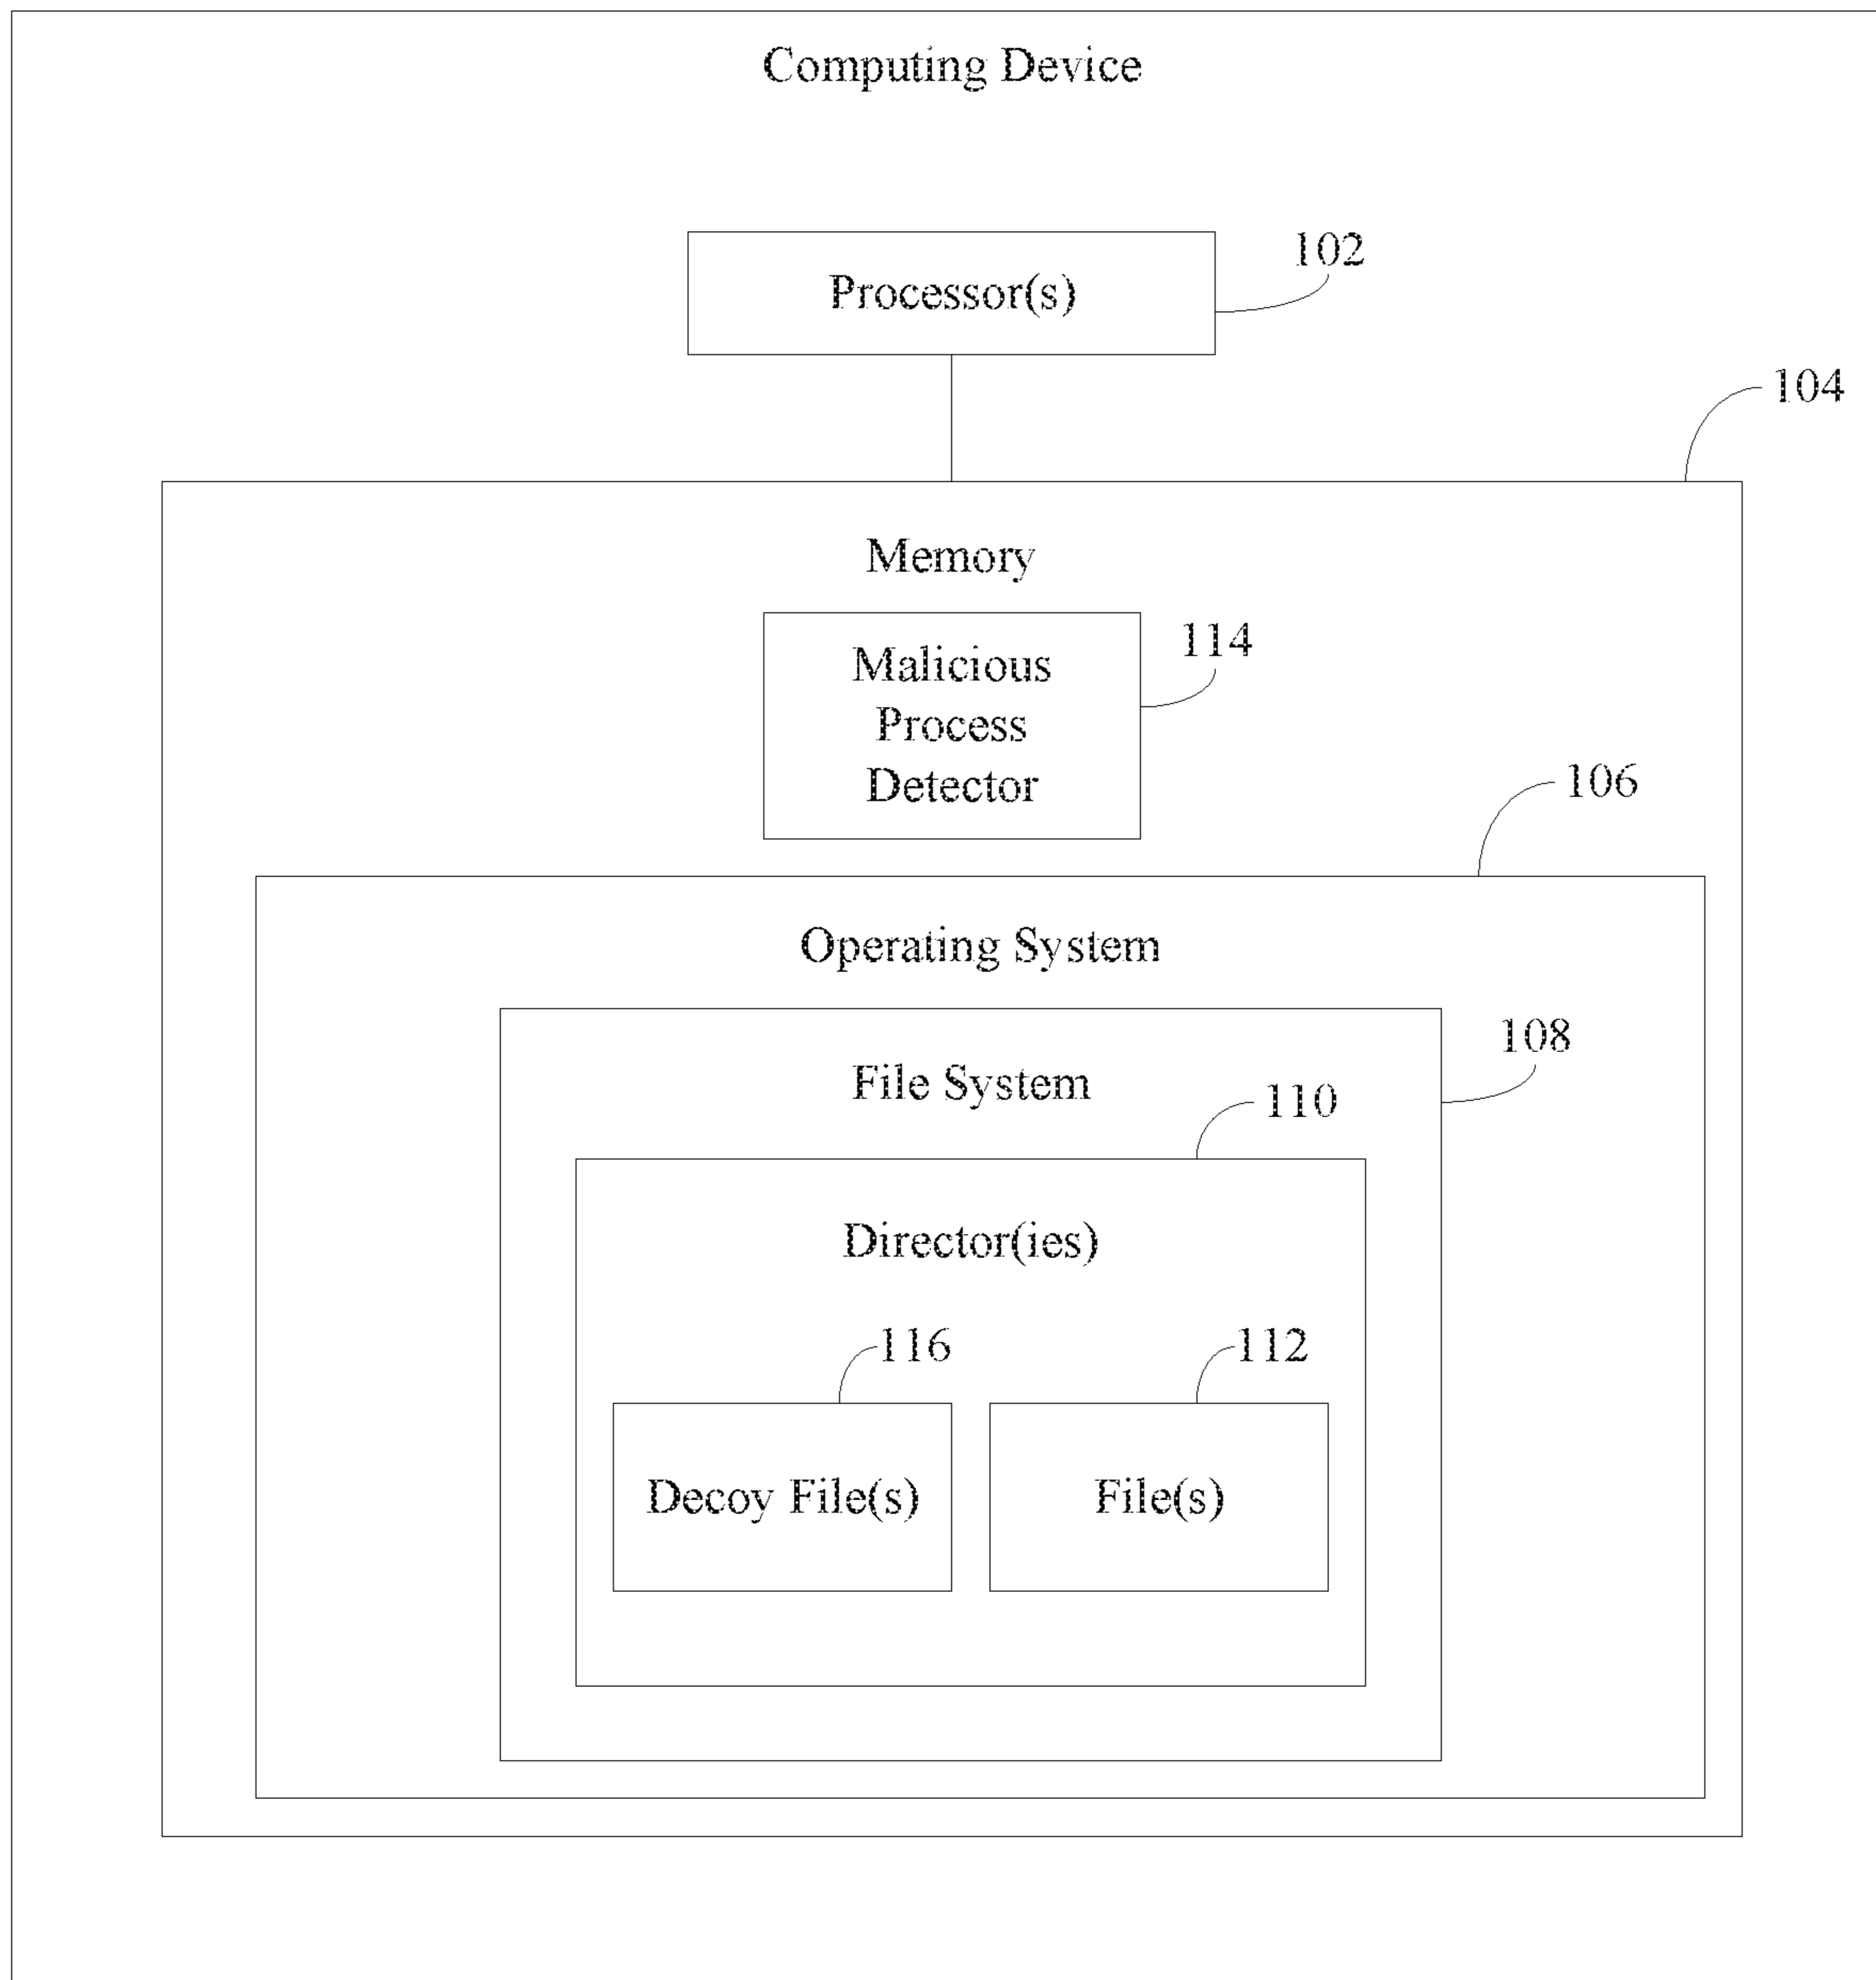 Computing Device
102
Processor(s)
104
Memory
114
Malicious
Process
Detector
106
Operating System
108
File System
110
Director(ies)
116
112
Decoy File(s)
File(s)